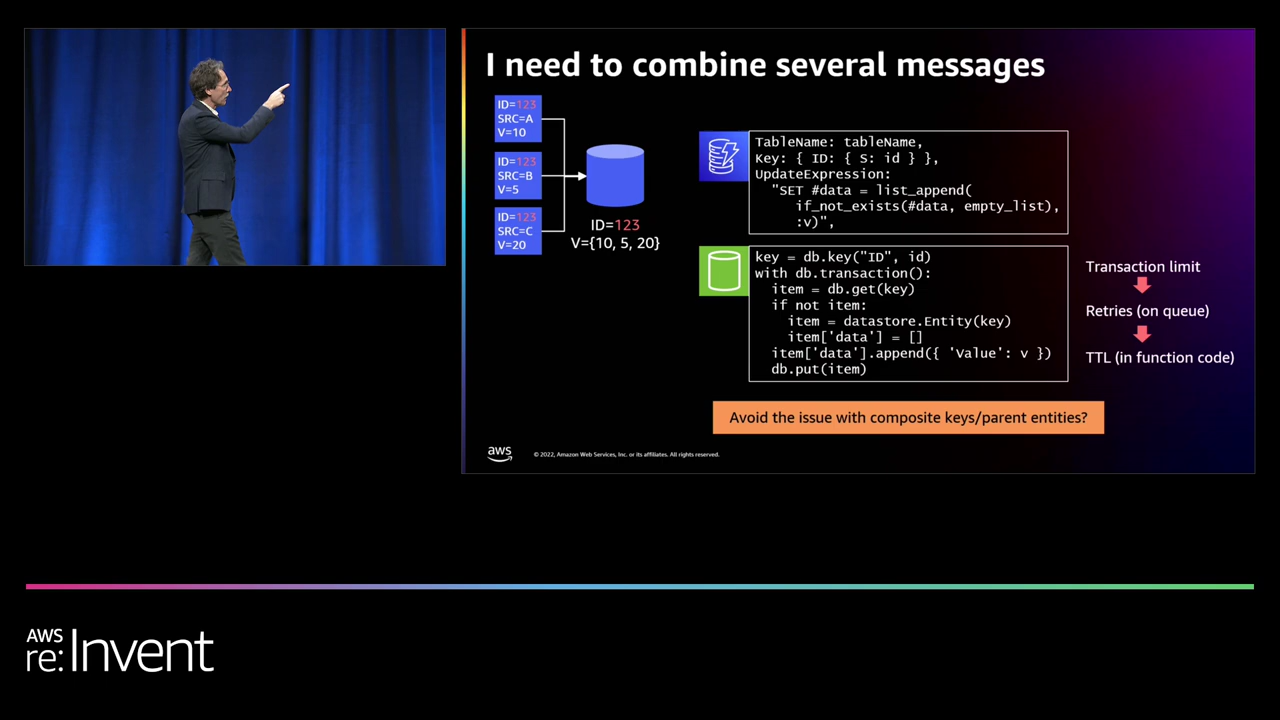 I need to combine several messages
ID=123
SRC=A
V=10
ID=123
SRC=B
V=5
ID=123
SRC=C
V=20
ID=123
V={10, 5, 20}
TableName: tableName,
Key: { ID: { S: id } },
UpdateExpression:
"SET #data = list_append(
if_not_exists(#data, empty_list),
:v)",
key = db.key("ID", id)
with db.transaction():
item = db.get(key)
if not item:
item = datastore.Entity(key)
item['data'] = []
item['data'].append({ 'Value': v })
db.put(item)
Transaction limit
Retries (on queue)
TTL (in function code)
Avoid the issue with composite keys/parent entities?
aws
© 2022, Amazon Web Services, Inc. or its affiliates. All rights reserved.
AWS
re:Invent